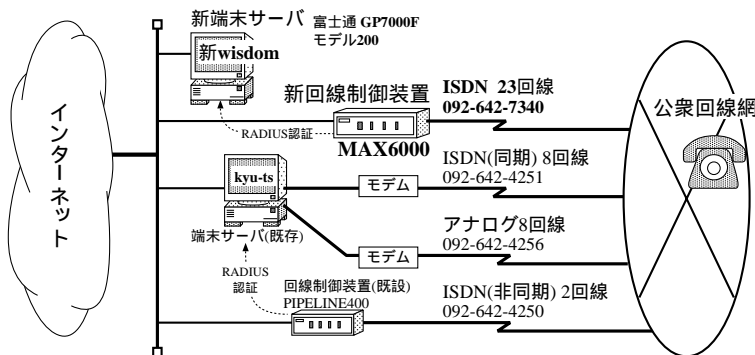 新端末サーバ
富士通 GP7000F
モデル200
新wisdom
新回線制御装置
ISDN 23回線
092-642-7340
公衆回線網
RADIUS認証
MAX6000
インターネット
kyu-ts
モデム
ISDN(同期) 8回線
092-642-4251
端末サーバ(既存)
モデム
アナログ8回線
092-642-4256
RADIUS
認証
回線制御装置(既設)
PIPELINE400
ISDN(非同期) 2回線
092-642-4250